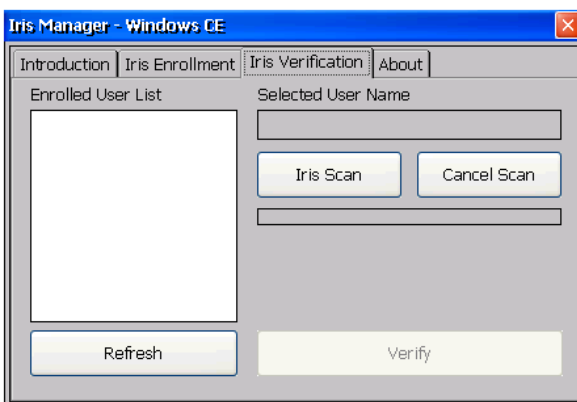 Iris Manager - Windows CE
Introduction Iris Enrollment Iris Verification About
Enrolled User List Selected User Name
Iris Scan Cancel Scan
Refresh Verify